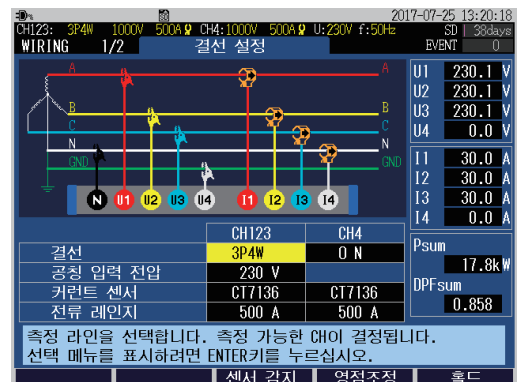 2017-07-25 13:20:18
CH123: 3P4W 1000V 500A CH4:1000V 500A U:230V f:50Hz SD 38days
WIRING 1/2 결선 설정 EVENT 0
A A
B B
C C
N N
GND GND
N U1 U2 U3 U4 I1 I2 I3 I4
U1 230.1 V
U2 230.1 V
U3 230.1 V
U4 0.0 V
I1 30.0 A
I2 30.0 A
I3 30.0 A
I4 0.0 A
Psum
17.8kW
DPFsum
0.858
CH123 CH4
결선 3P4W O N
공칭 입력 전압 230 V
커런트 센서 CT7136 CT7136
전류 레인지 500 A 500 A
측정 라인을 선택합니다. 측정 가능한 CH이 결정됩니다.
선택 메뉴를 표시하려면 ENTER키를 누르십시오.
센서 감지 영점조정 홀드